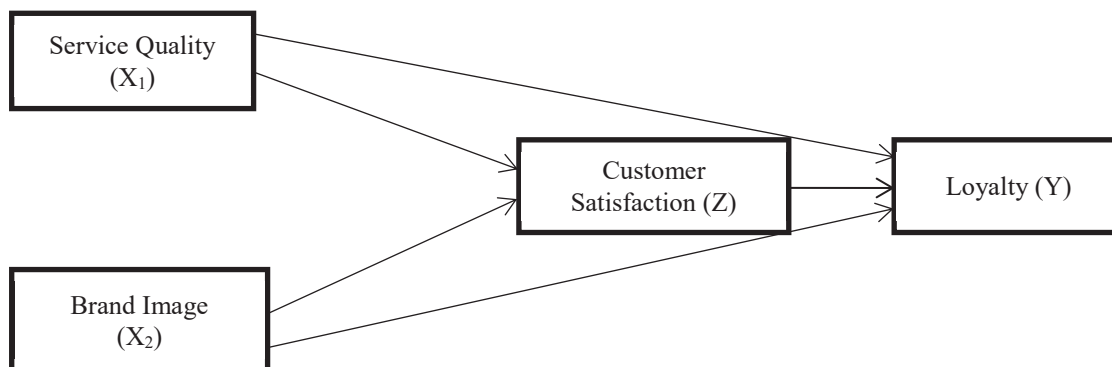 Service Quality
(X₁)
Customer
Satisfaction (Z)
Loyalty (Y)
Brand Image
(X₂)